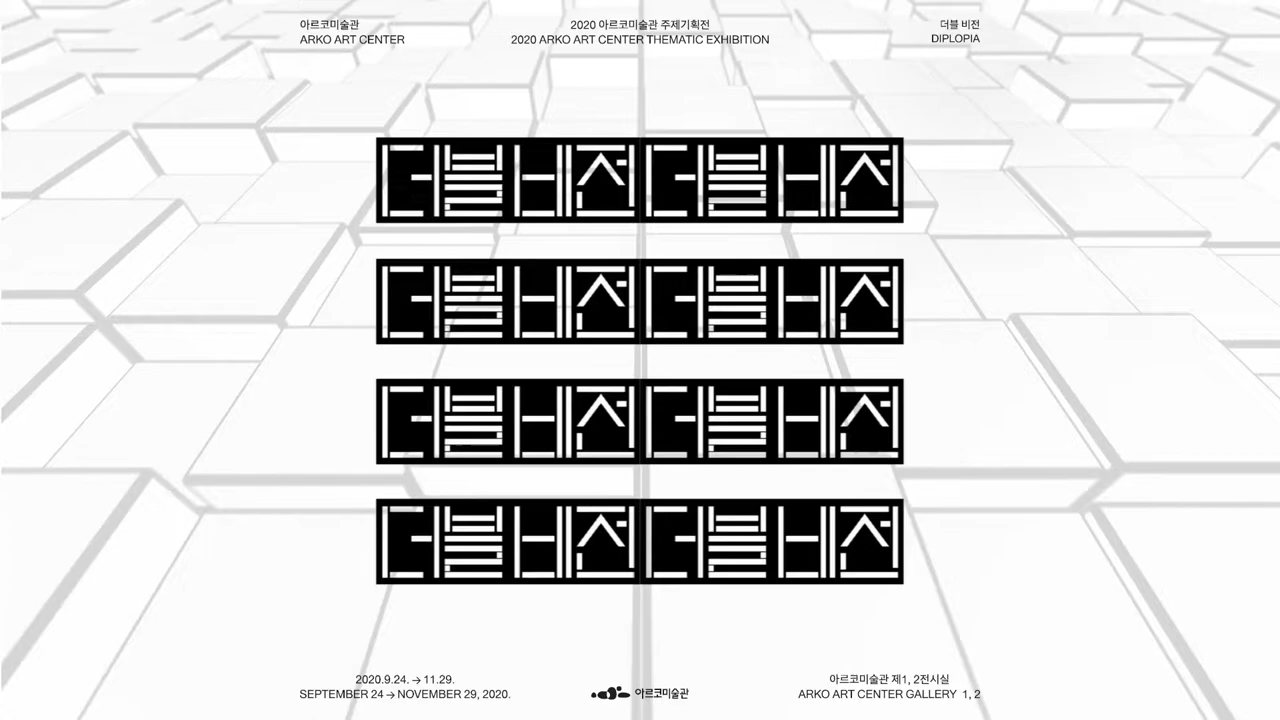 아르코미술관
ARKO ART CENTER
2020 아르코미술관 주제기획전
2020 ARKO ART CENTER THEMATIC EXHIBITION
더블 비전
DIPLOPIA
더블비전더블비전
더블비전더블비전
더블비전더블비전
더블비전더블비전
2020.9.24. → 11.29.
SEPTEMBER 24 → NOVEMBER 29, 2020.
아르코미술관
아르코미술관 제1, 2전시실
ARKO ART CENTER GALLERY 1, 2